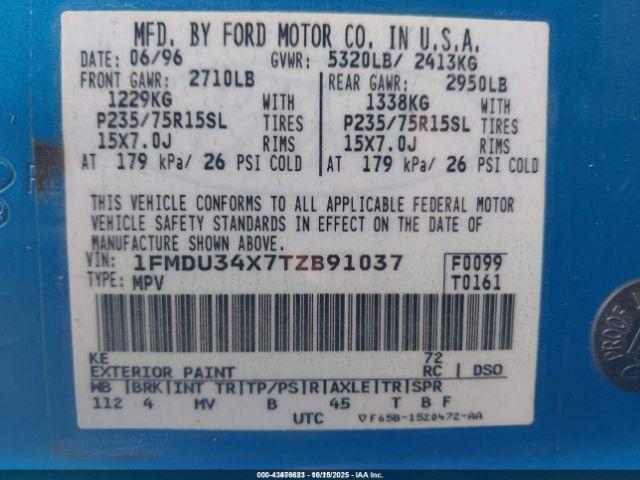 MFD. BY FORD MOTOR CO. IN U.S.A.
DATE: 06/96 GVWR: 5320LB/ 2413KG
FRONT GAWR: 2710LB REAR GAWR: 2950LB
1229KG WITH 1338KG WITH
P235/75R15SL TIRES P235/75R15SL TIRES
15X7.0J RIMS 15X7.0J RIMS
AT 179 kPa/ 26 PSI COLD AT 179 kPa/ 26 PSI COLD
THIS VEHICLE CONFORMS TO ALL APPLICABLE FEDERAL MOTOR
VEHICLE SAFETY STANDARDS IN EFFECT ON THE DATE OF
MANUFACTURE SHOWN ABOVE.
VIN: 1FMDU34X7TZB91037 F0099
TYPE: MPV T0161
KE 72
EXTERIOR PAINT RC DSO
WB BRK INT TR TP/PS R AXLE TR SPR
112 4 MV B 45 T B F
UTC F65B-1520472-AA
PROOF
10/15/2025